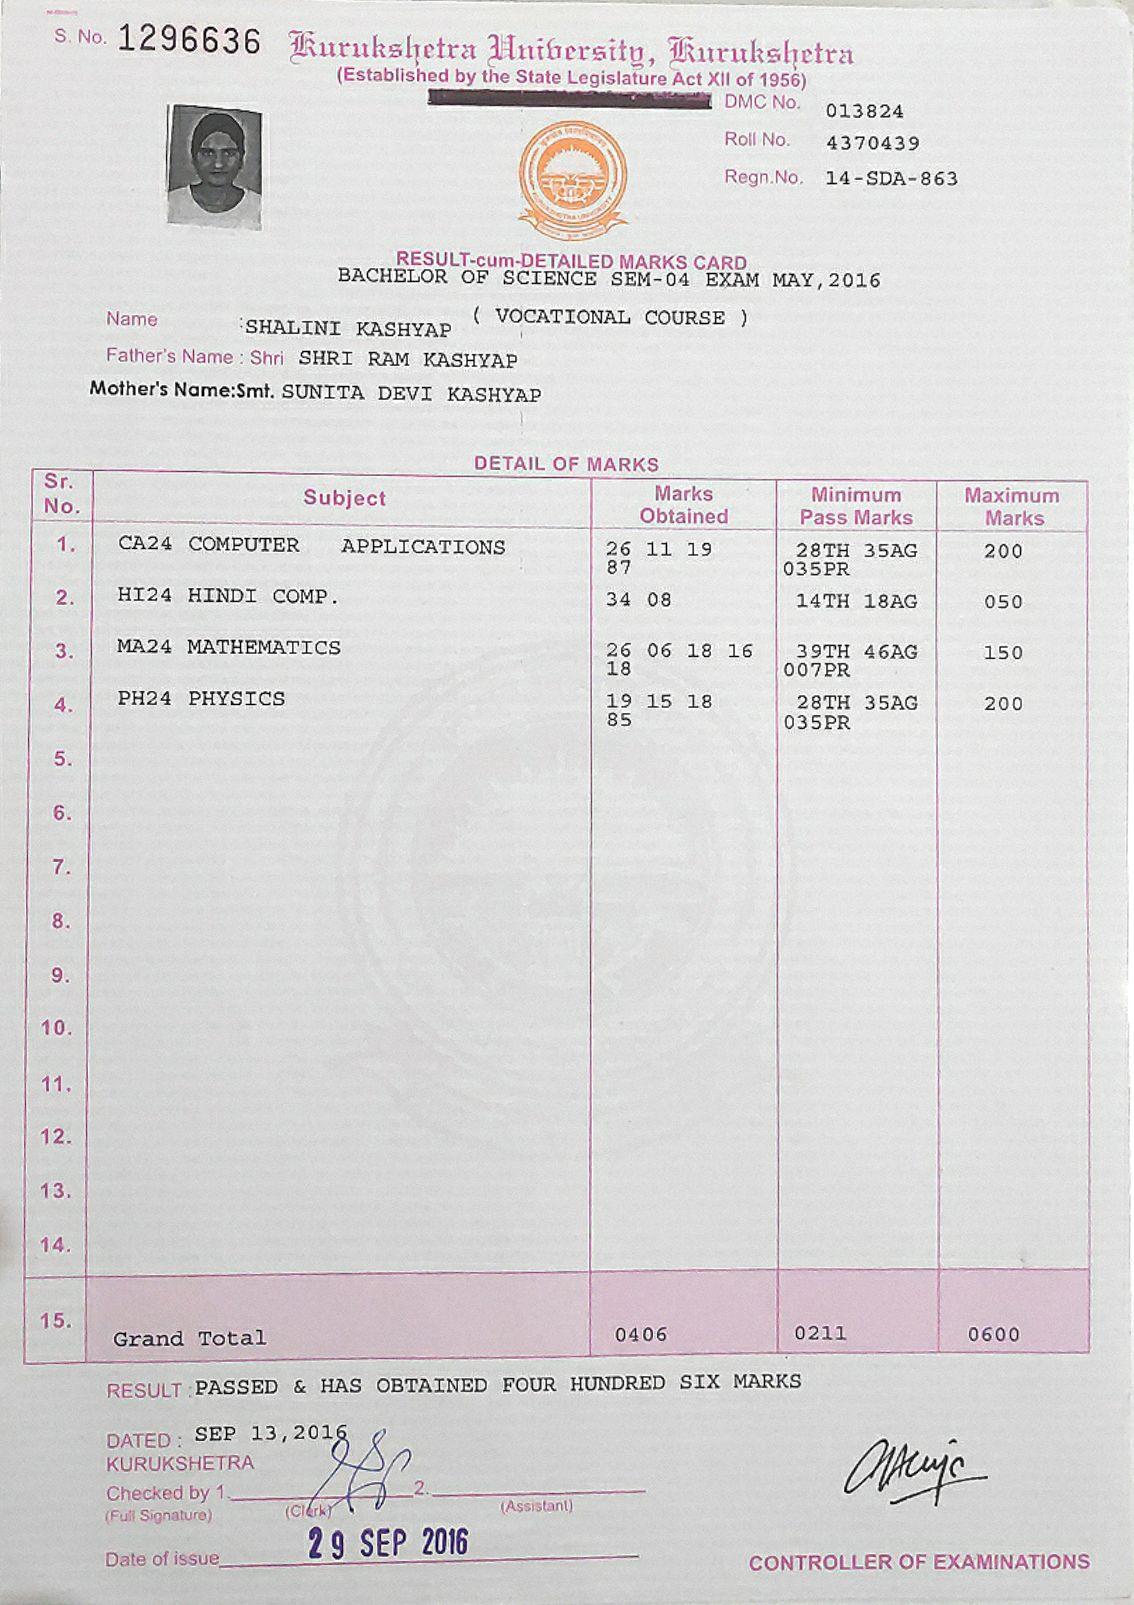 S. No. 1296636
Kurukshetra University, Kurukshetra
(Established by the State Legislature Act XII of 1956)
DMC No. 013824
Roll No. 4370439
Regn.No. 14-SDA-863
KURUKSHETRA UNIVERSITY
RESULT-cum-DETAILED MARKS CARD
BACHELOR OF SCIENCE SEM-04 EXAM MAY,2016
( VOCATIONAL COURSE )
Name :SHALINI KASHYAP
Father's Name : Shri SHRI RAM KASHYAP
Mother's Name:Smt. SUNITA DEVI KASHYAP
DETAIL OF MARKS
Sr. No. Subject Marks Obtained Minimum Pass Marks Maximum Marks
1. CA24 COMPUTER APPLICATIONS 26 11 19 28TH 35AG 200
87 035PR
2. HI24 HINDI COMP. 34 08 14TH 18AG 050
3. MA24 MATHEMATICS 26 06 18 16 39TH 46AG 150
18 007PR
4. PH24 PHYSICS 19 15 18 28TH 35AG 200
85 035PR
5.
6.
7.
8.
9.
10.
11.
12.
13.
14.
15. Grand Total 0406 0211 0600
RESULT : PASSED & HAS OBTAINED FOUR HUNDRED SIX MARKS
DATED : SEP 13,2016
KURUKSHETRA
Checked by 1. 2.
(Full Signature) (Clerk) (Assistant)
29 SEP 2016
Date of issue
CONTROLLER OF EXAMINATIONS